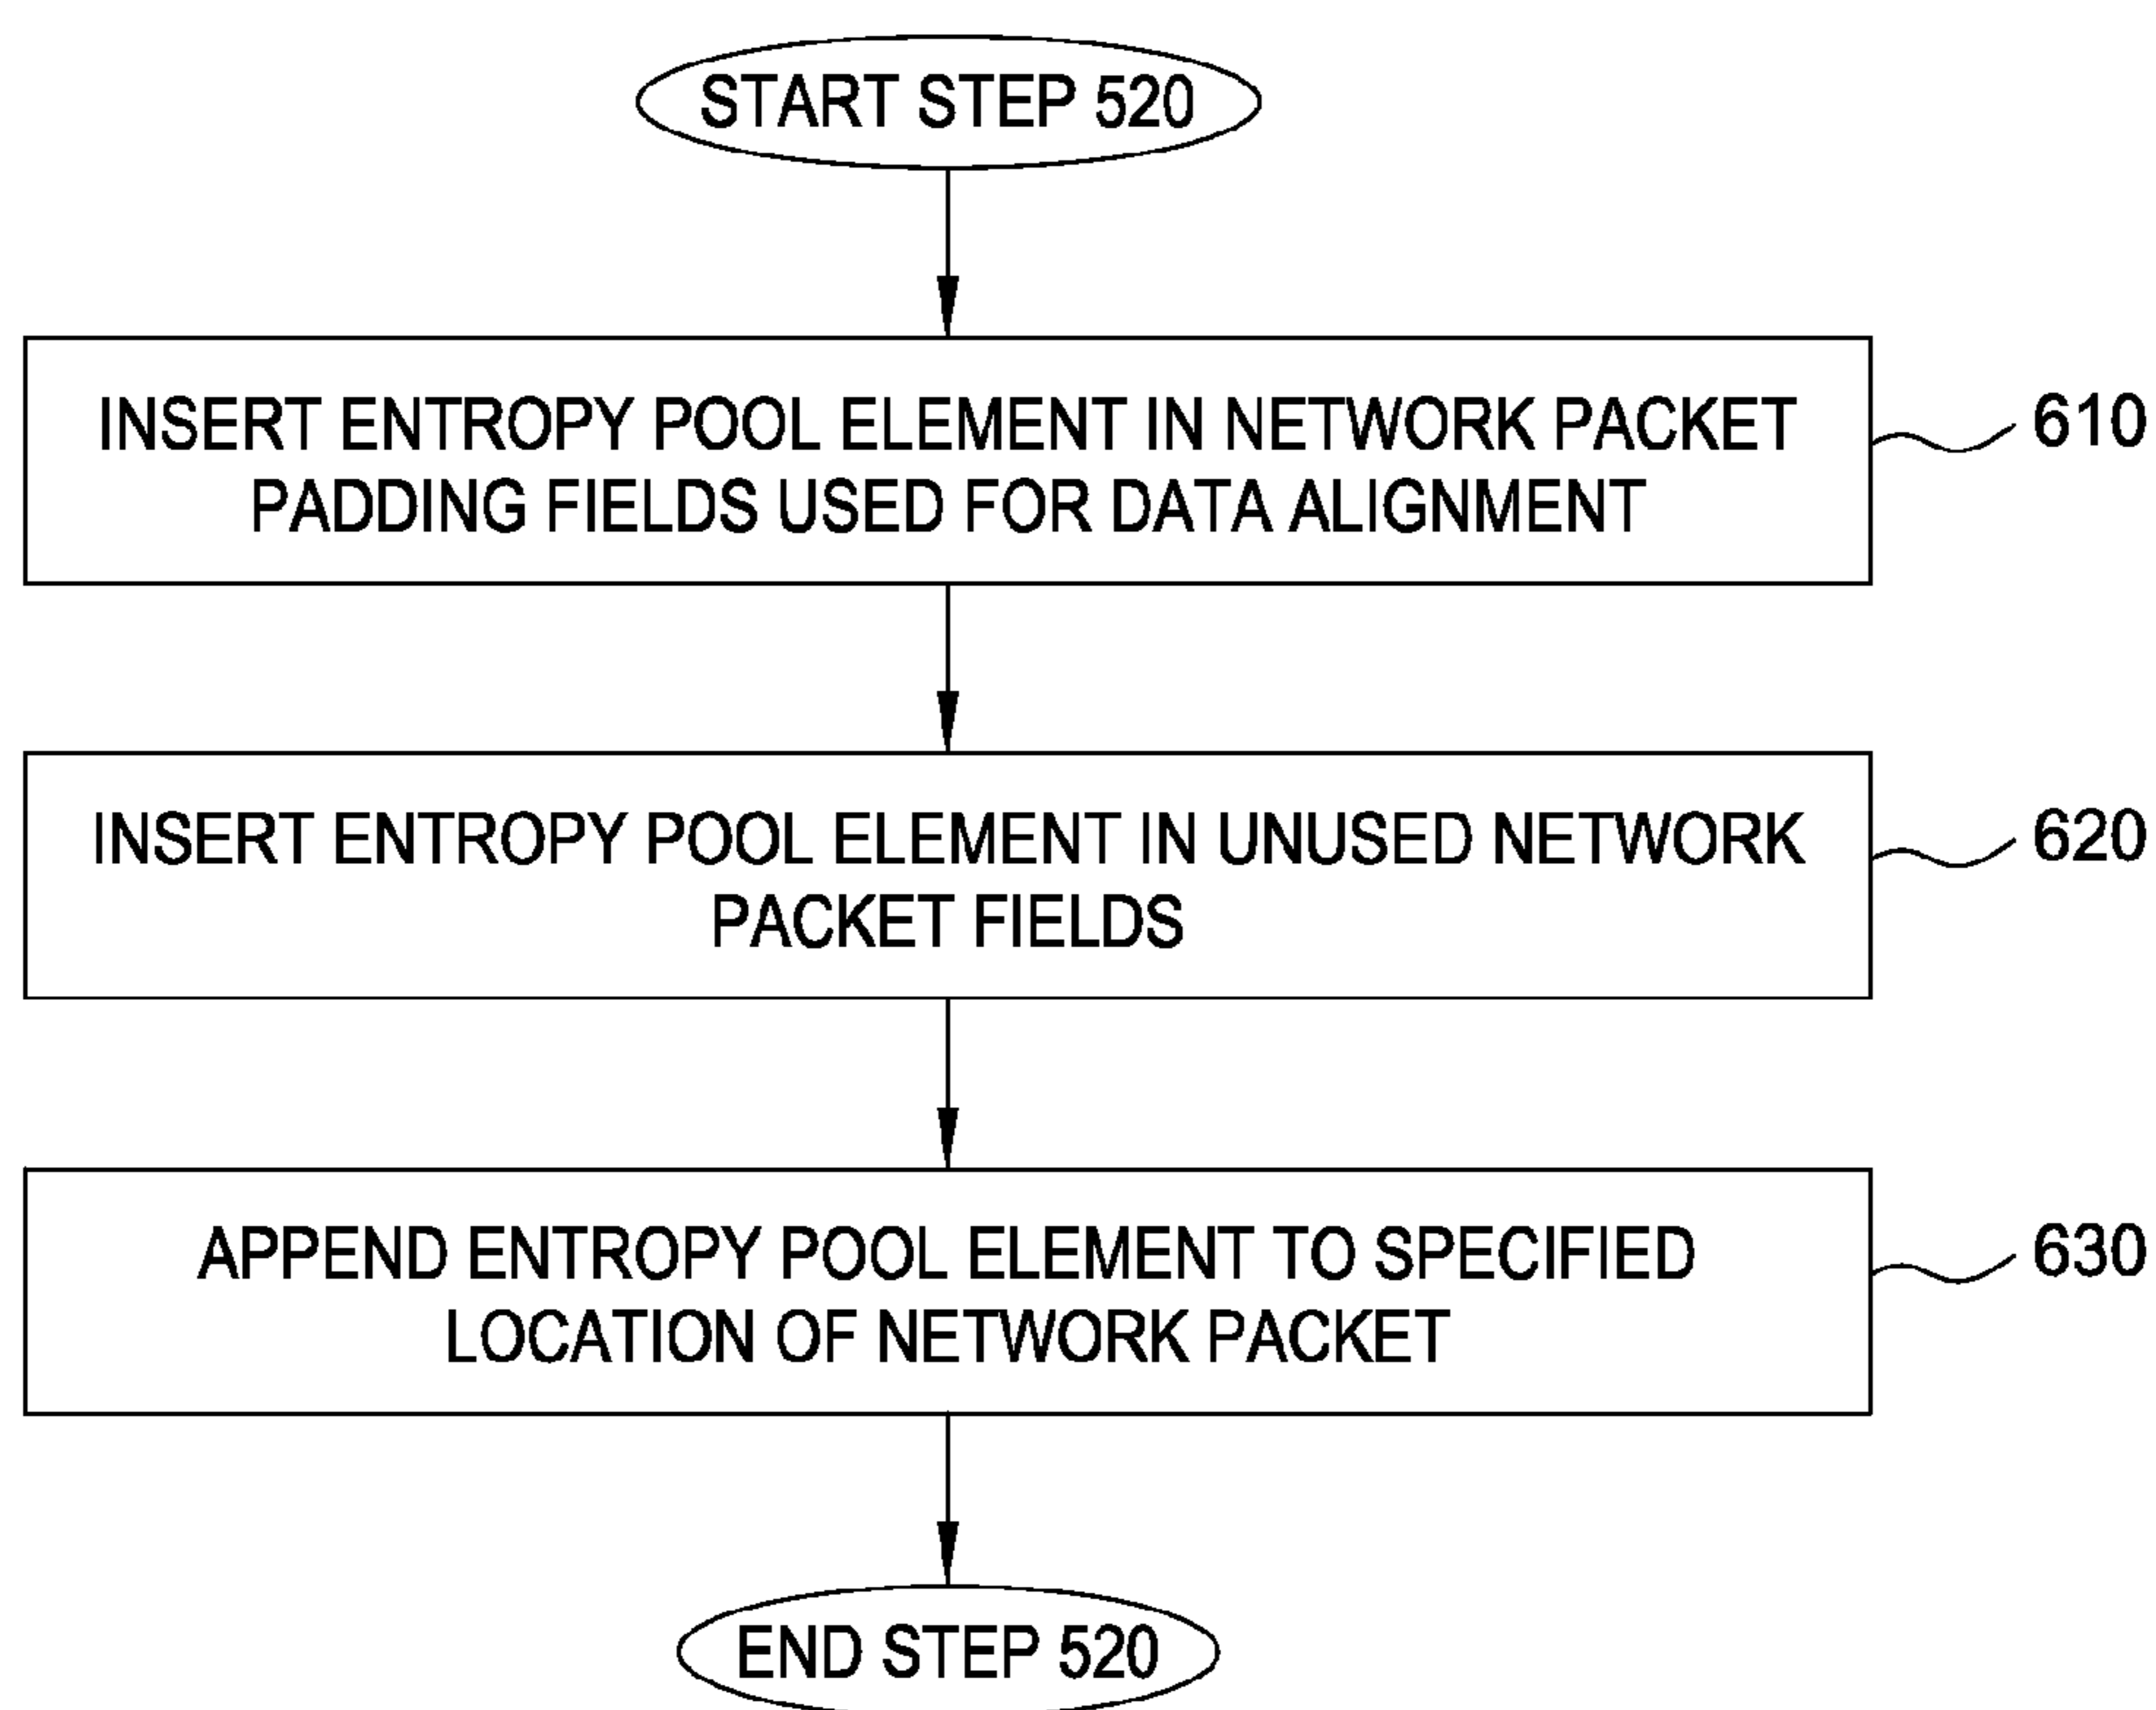 START STEP 520
INSERT ENTROPY POOL ELEMENT IN NETWORK PACKET
PADDING FIELDS USED FOR DATA ALIGNMENT
610
INSERT ENTROPY POOL ELEMENT IN UNUSED NETWORK
PACKET FIELDS
620
APPEND ENTROPY POOL ELEMENT TO SPECIFIED
LOCATION OF NETWORK PACKET
630
END STEP 520